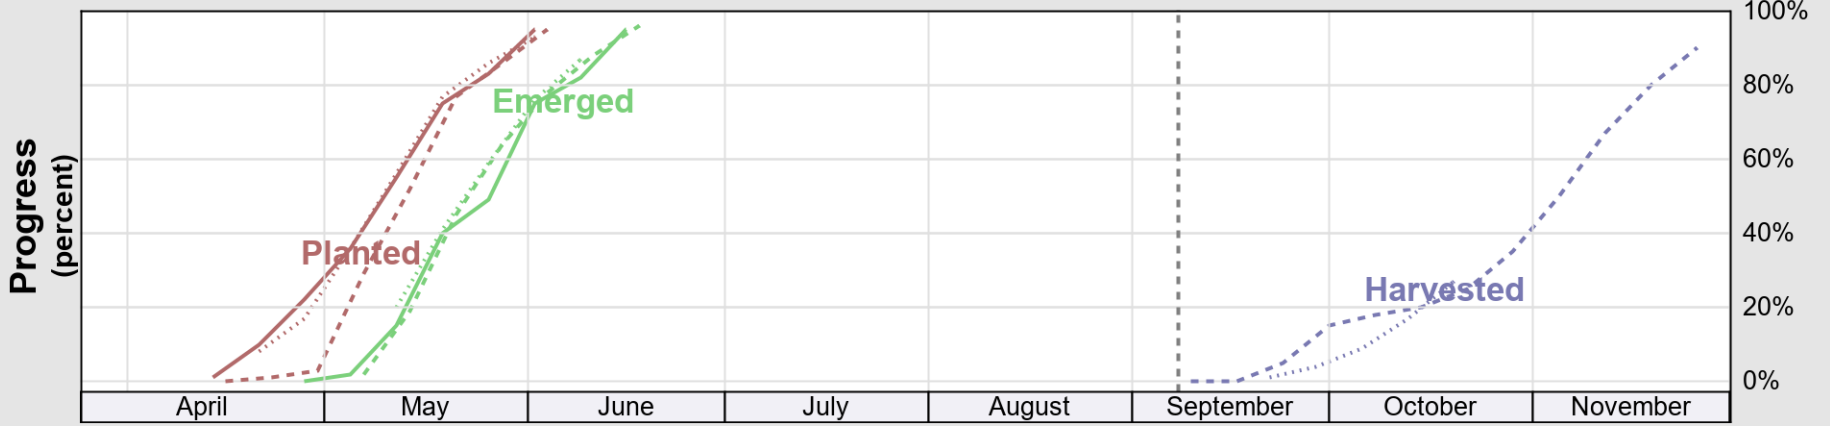 Progress
(percent)
100%
80%
60%
40%
20%
0%
Planted
Emerged
Harvested
April May June July August September October November